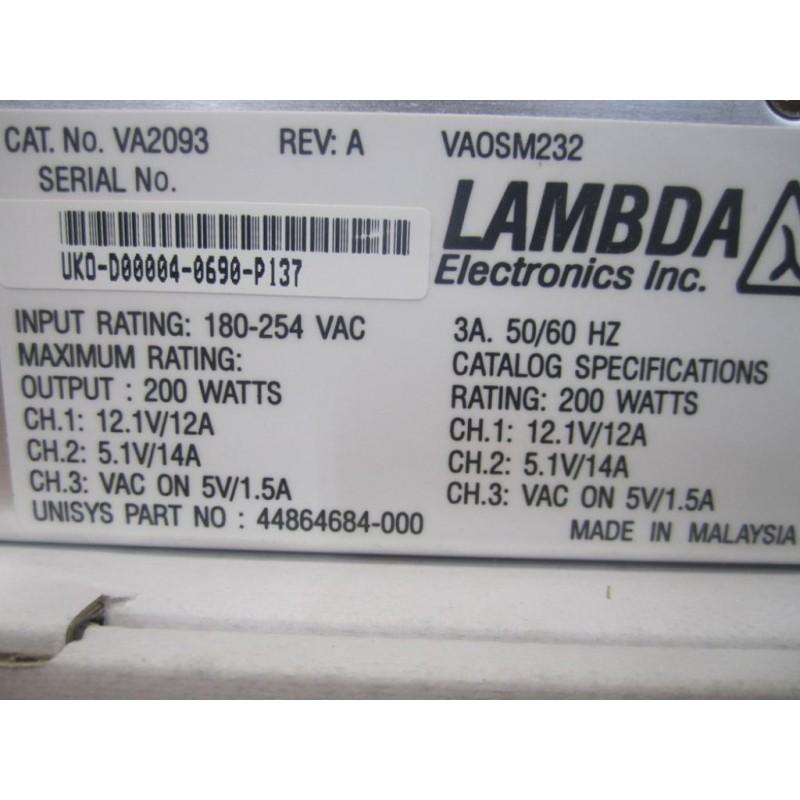 CAT. No. VA2093 REV: A VAOSM232
SERIAL No.
LAMBDA λ
Electronics Inc.
UKO-D00004-0690-P137
INPUT RATING: 180-254 VAC 3A. 50/60 HZ
MAXIMUM RATING: CATALOG SPECIFICATIONS
OUTPUT : 200 WATTS RATING: 200 WATTS
CH.1: 12.1V/12A CH.1: 12.1V/12A
CH.2: 5.1V/14A CH.2: 5.1V/14A
CH.3: VAC ON 5V/1.5A CH.3: VAC ON 5V/1.5A
UNISYS PART NO : 44864684-000 MADE IN MALAYSIA